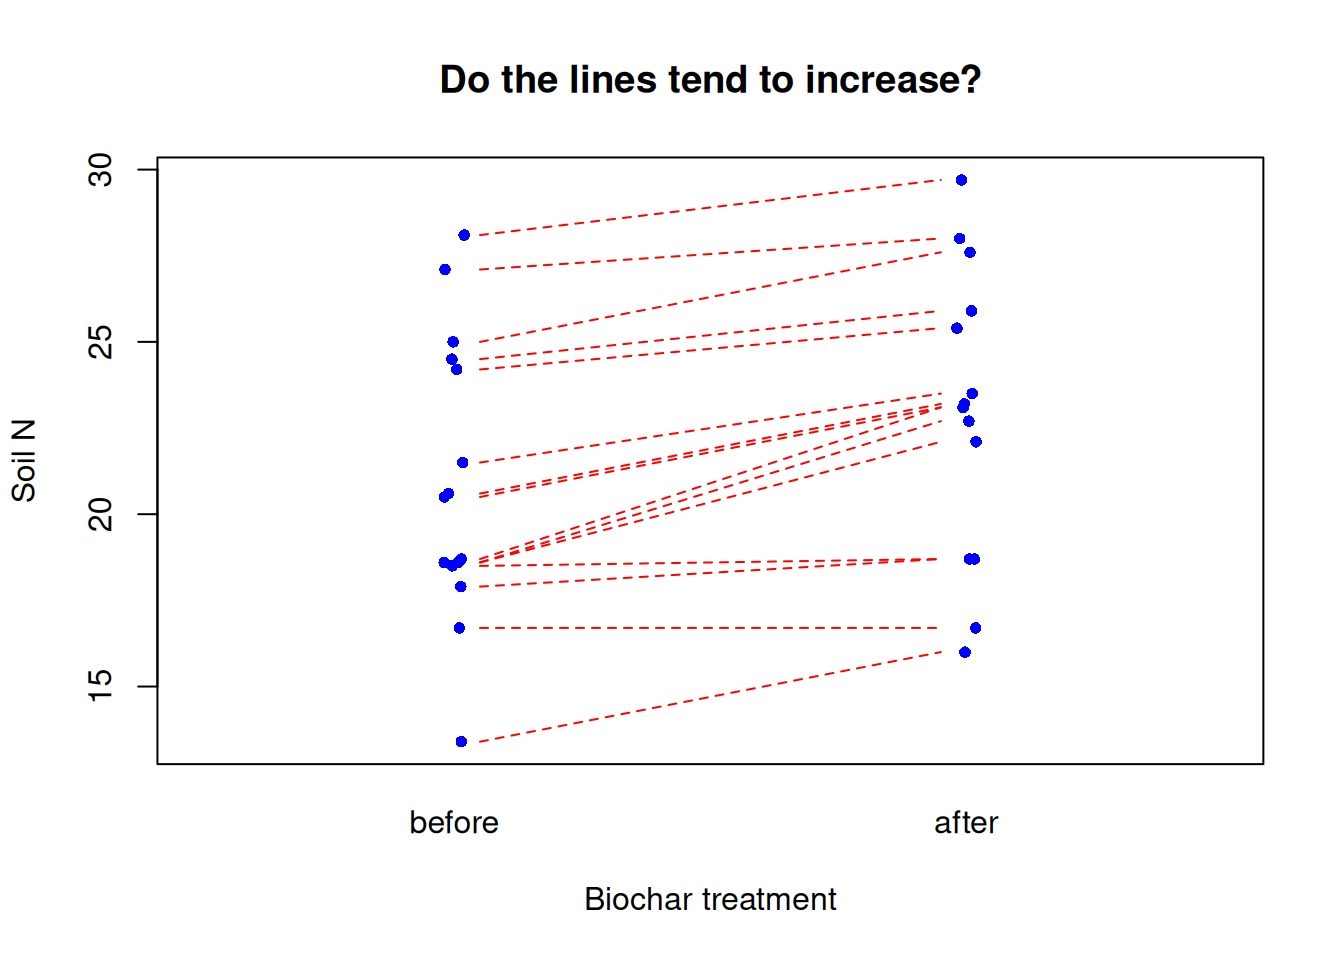 Do the lines tend to increase?
30
25
20
15
Soil N
before
after
Biochar treatment